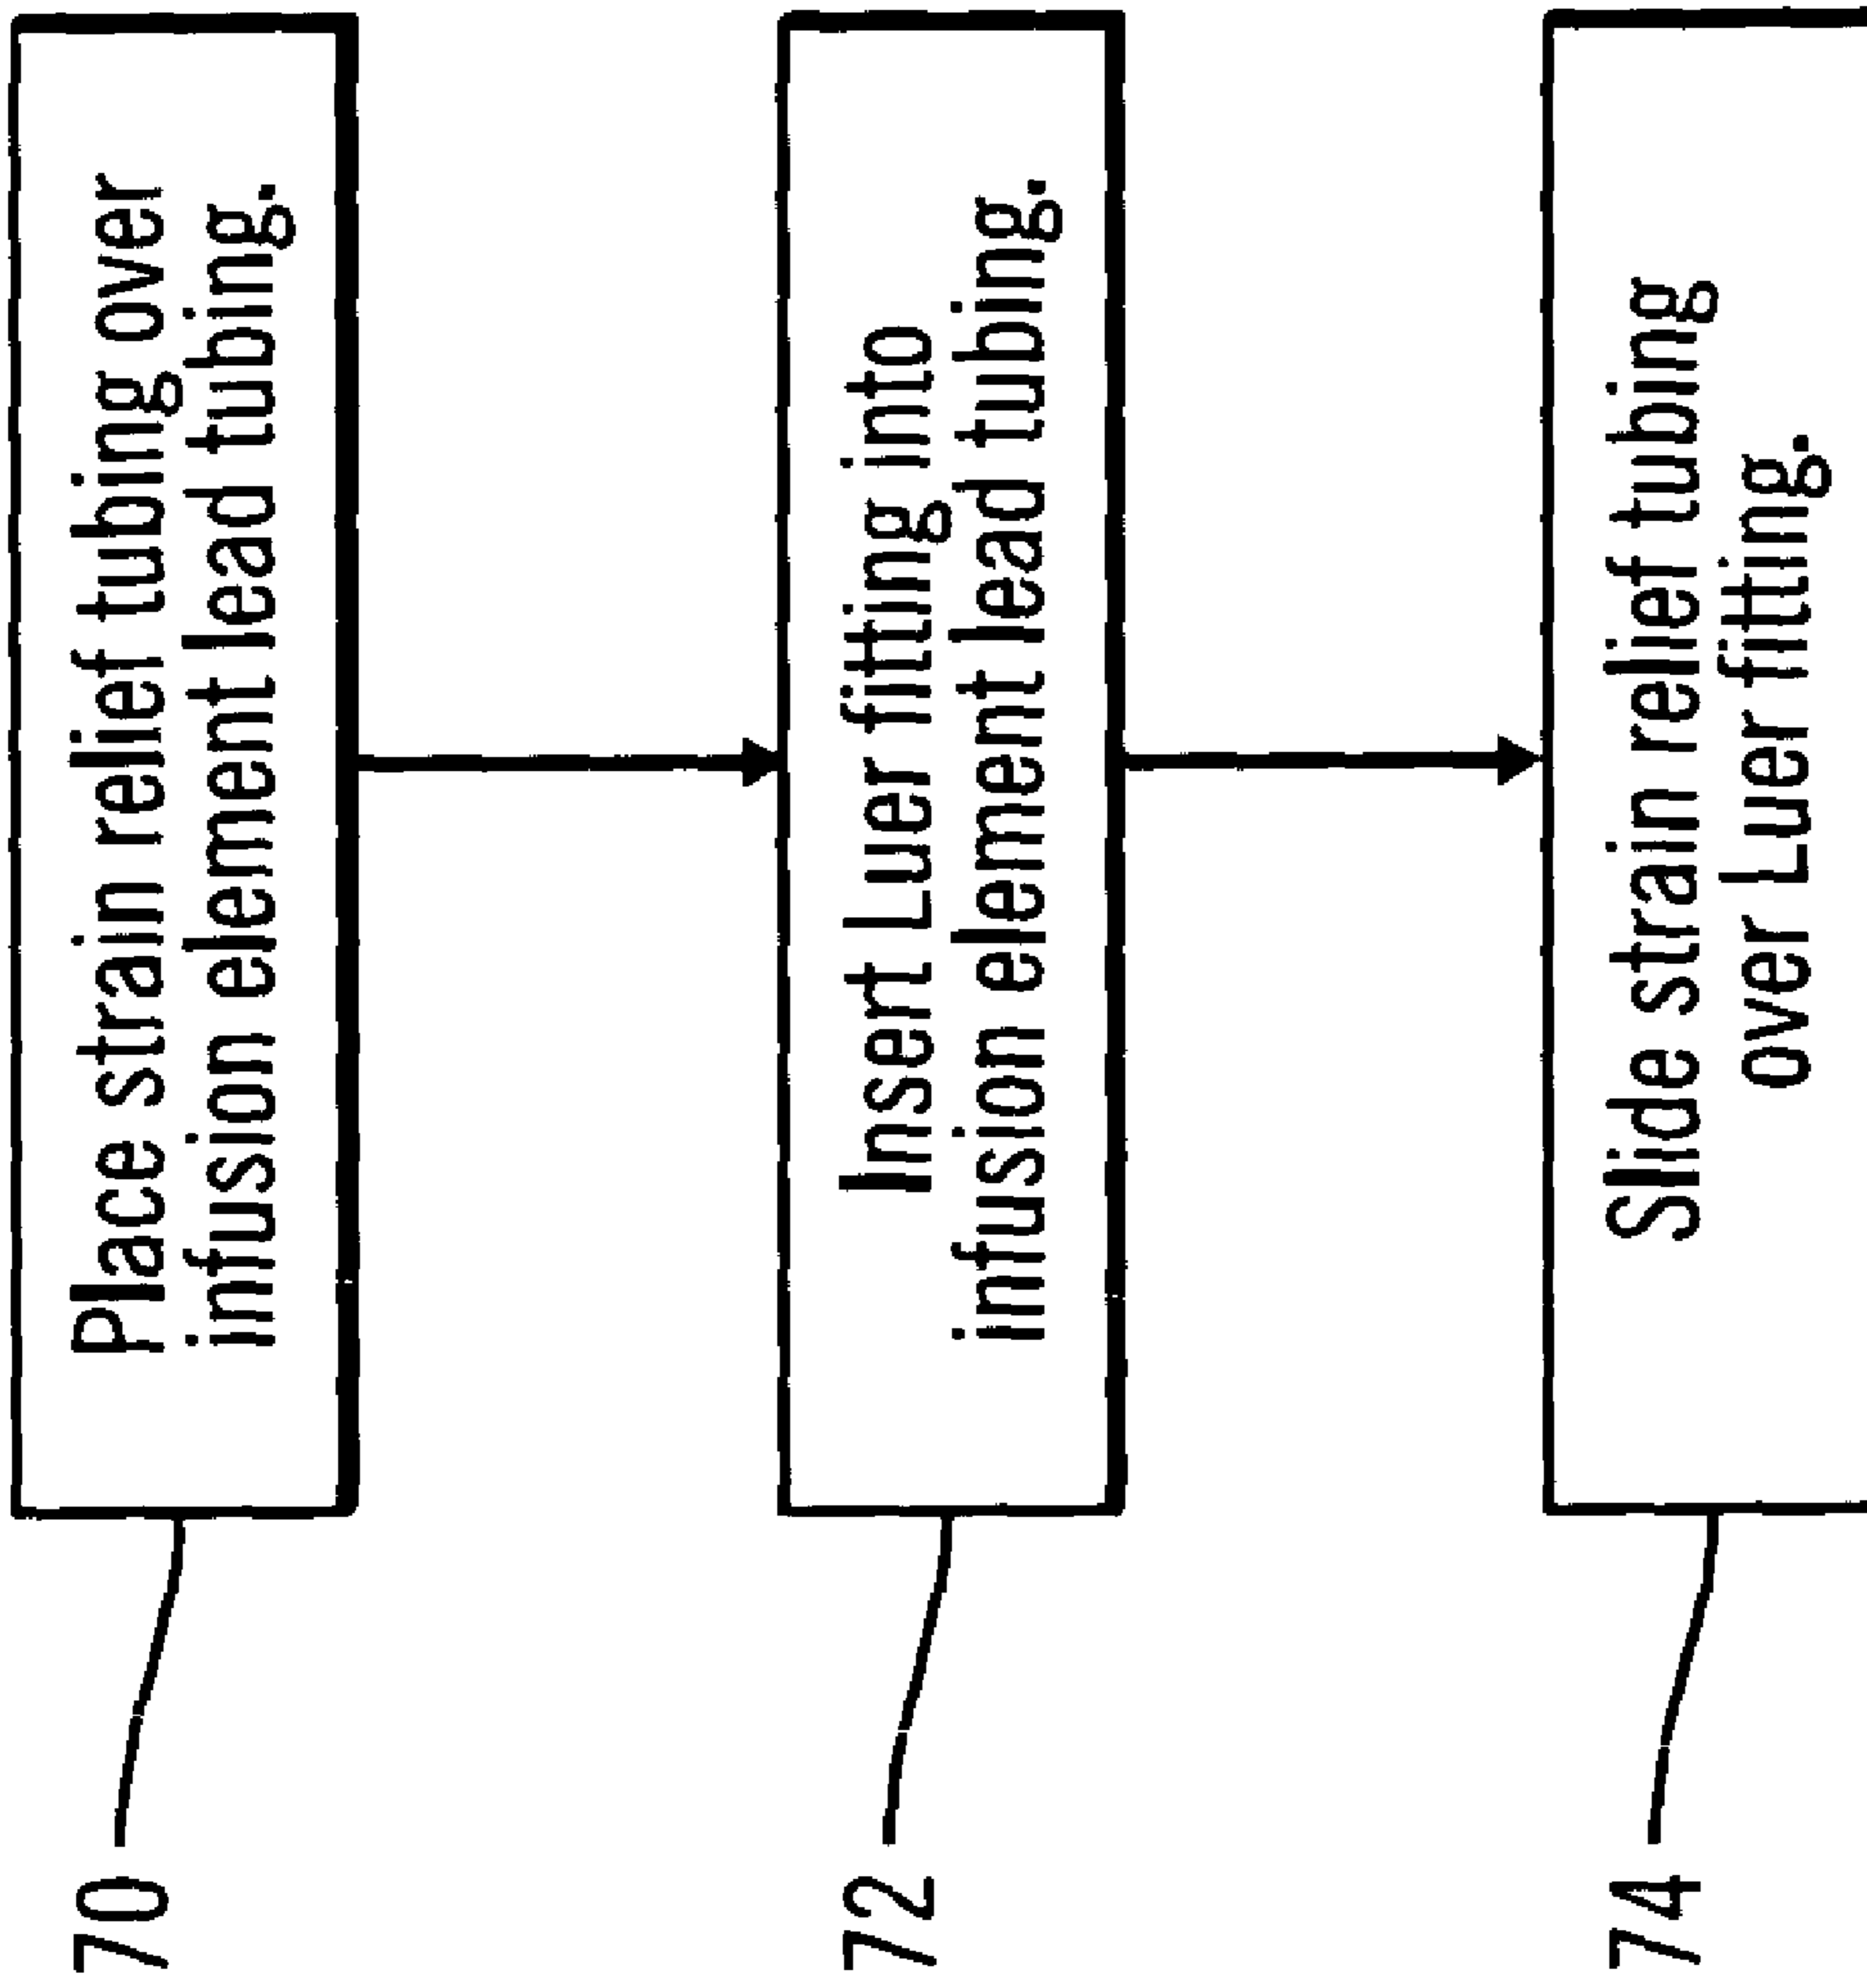 70
Place strain relief tubing over
infusion element lead tubing.
72
Insert Luer fitting into
infusion element lead tubing.
74
Slide strain relief tubing
over Luer fitting.